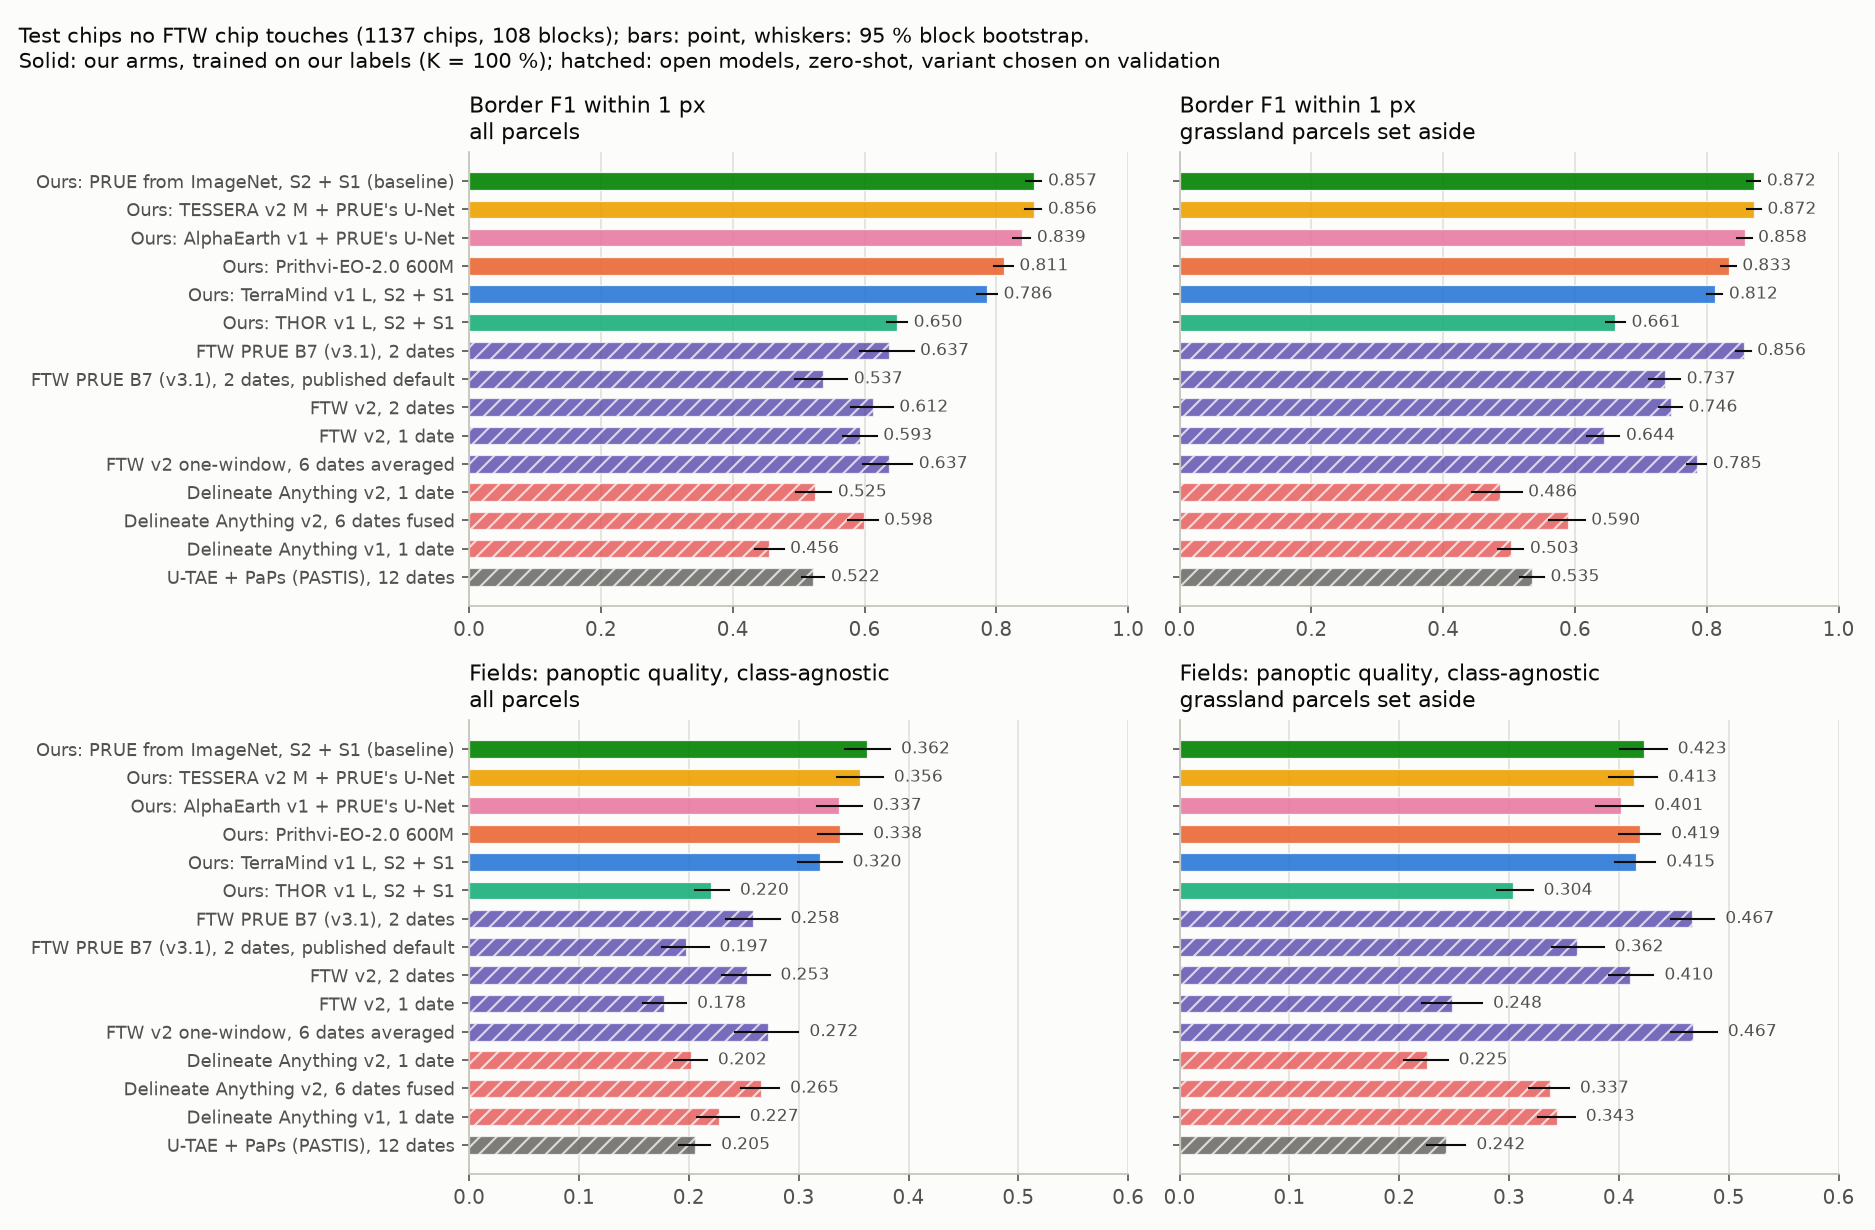 Test chips no FTW chip touches (1137 chips, 108 blocks); bars: point, whiskers: 95 % block bootstrap.
Solid: our arms, trained on our labels (K = 100 %); hatched: open models, zero-shot, variant chosen on validation
Border F1 within 1 px
all parcels
Ours: PRUE from ImageNet, S2 + S1 (baseline) 0.857
Ours: TESSERA v2 M + PRUE's U-Net 0.856
Ours: AlphaEarth v1 + PRUE's U-Net 0.839
Ours: Prithvi-EO-2.0 600M 0.811
Ours: TerraMind v1 L, S2 + S1 0.786
Ours: THOR v1 L, S2 + S1 0.650
FTW PRUE B7 (v3.1), 2 dates 0.637
FTW PRUE B7 (v3.1), 2 dates, published default 0.537
FTW v2, 2 dates 0.612
FTW v2, 1 date 0.593
FTW v2 one-window, 6 dates averaged 0.637
Delineate Anything v2, 1 date 0.525
Delineate Anything v2, 6 dates fused 0.598
Delineate Anything v1, 1 date 0.456
U-TAE + PaPs (PASTIS), 12 dates 0.522
0.0 0.2 0.4 0.6 0.8 1.0
Border F1 within 1 px
grassland parcels set aside
0.872
0.872
0.858
0.833
0.812
0.661
0.856
0.737
0.746
0.644
0.785
0.486
0.590
0.503
0.535
0.0 0.2 0.4 0.6 0.8 1.0
Fields: panoptic quality, class-agnostic
all parcels
Ours: PRUE from ImageNet, S2 + S1 (baseline) 0.362
Ours: TESSERA v2 M + PRUE's U-Net 0.356
Ours: AlphaEarth v1 + PRUE's U-Net 0.337
Ours: Prithvi-EO-2.0 600M 0.338
Ours: TerraMind v1 L, S2 + S1 0.320
Ours: THOR v1 L, S2 + S1 0.220
FTW PRUE B7 (v3.1), 2 dates 0.258
FTW PRUE B7 (v3.1), 2 dates, published default 0.197
FTW v2, 2 dates 0.253
FTW v2, 1 date 0.178
FTW v2 one-window, 6 dates averaged 0.272
Delineate Anything v2, 1 date 0.202
Delineate Anything v2, 6 dates fused 0.265
Delineate Anything v1, 1 date 0.227
U-TAE + PaPs (PASTIS), 12 dates 0.205
0.0 0.1 0.2 0.3 0.4 0.5 0.6
Fields: panoptic quality, class-agnostic
grassland parcels set aside
0.423
0.413
0.401
0.419
0.415
0.304
0.467
0.362
0.410
0.248
0.467
0.225
0.337
0.343
0.242
0.0 0.1 0.2 0.3 0.4 0.5 0.6